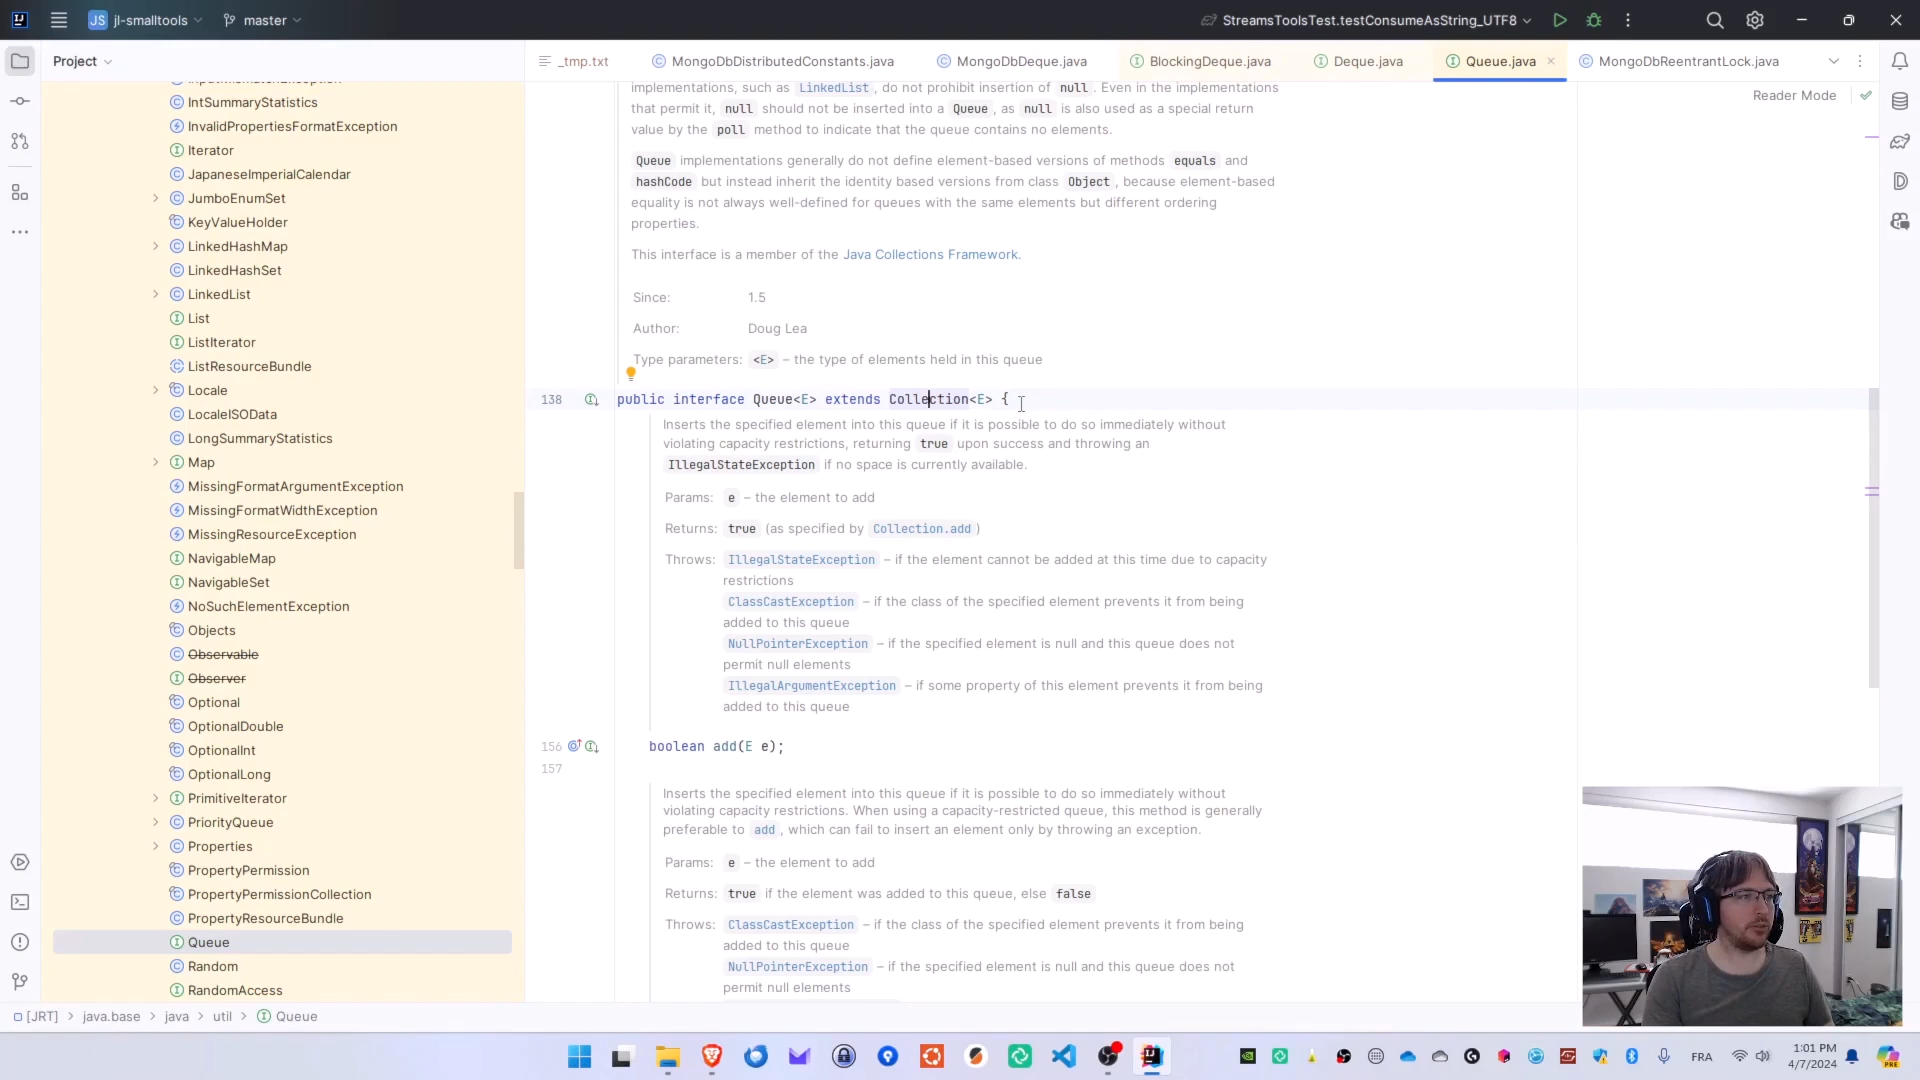 JS jl-smalltools master StreamsToolsTest.testConsumeAsString_UTF8
Project
_tmp.txt MongoDbDistributedConstants.java MongoDbDeque.java BlockingDeque.java Deque.java Queue.java MongoDbReentrantLock.java
Reader Mode
IntSummaryStatistics
InvalidPropertiesFormatException
Iterator
JapaneseImperialCalendar
JumboEnumSet
KeyValueHolder
LinkedHashMap
LinkedHashSet
LinkedList
List
ListIterator
ListResourceBundle
Locale
LocaleISOData
LongSummaryStatistics
Map
MissingFormatArgumentException
MissingFormatWidthException
MissingResourceException
NavigableMap
NavigableSet
NoSuchElementException
Objects
Observable
Observer
Optional
OptionalDouble
OptionalInt
OptionalLong
PrimitiveIterator
PriorityQueue
Properties
PropertyPermission
PropertyPermissionCollection
PropertyResourceBundle
Queue
Random
RandomAccess
implementations, such as LinkedList, do not prohibit insertion of null. Even in the implementations
that permit it, null should not be inserted into a Queue, as null is also used as a special return
value by the poll method to indicate that the queue contains no elements.
Queue implementations generally do not define element-based versions of methods equals and
hashCode but instead inherit the identity based versions from class Object, because element-based
equality is not always well-defined for queues with the same elements but different ordering
properties.
This interface is a member of the Java Collections Framework.
Since: 1.5
Author: Doug Lea
Type parameters: <E> – the type of elements held in this queue
138 public interface Queue<E> extends Collection<E> {
Inserts the specified element into this queue if it is possible to do so immediately without
violating capacity restrictions, returning true upon success and throwing an
IllegalStateException if no space is currently available.
Params: e – the element to add
Returns: true (as specified by Collection.add)
Throws: IllegalStateException – if the element cannot be added at this time due to capacity
restrictions
ClassCastException – if the class of the specified element prevents it from being
added to this queue
NullPointerException – if the specified element is null and this queue does not
permit null elements
IllegalArgumentException – if some property of this element prevents it from being
added to this queue
156 boolean add(E e);
157
Inserts the specified element into this queue if it is possible to do so immediately without
violating capacity restrictions. When using a capacity-restricted queue, this method is generally
preferable to add, which can fail to insert an element only by throwing an exception.
Params: e – the element to add
Returns: true if the element was added to this queue, else false
Throws: ClassCastException – if the class of the specified element prevents it from being
added to this queue
NullPointerException – if the specified element is null and this queue does not
permit null elements
[JRT] > java.base > java > util > Queue
FRA
1:01 PM
4/7/2024